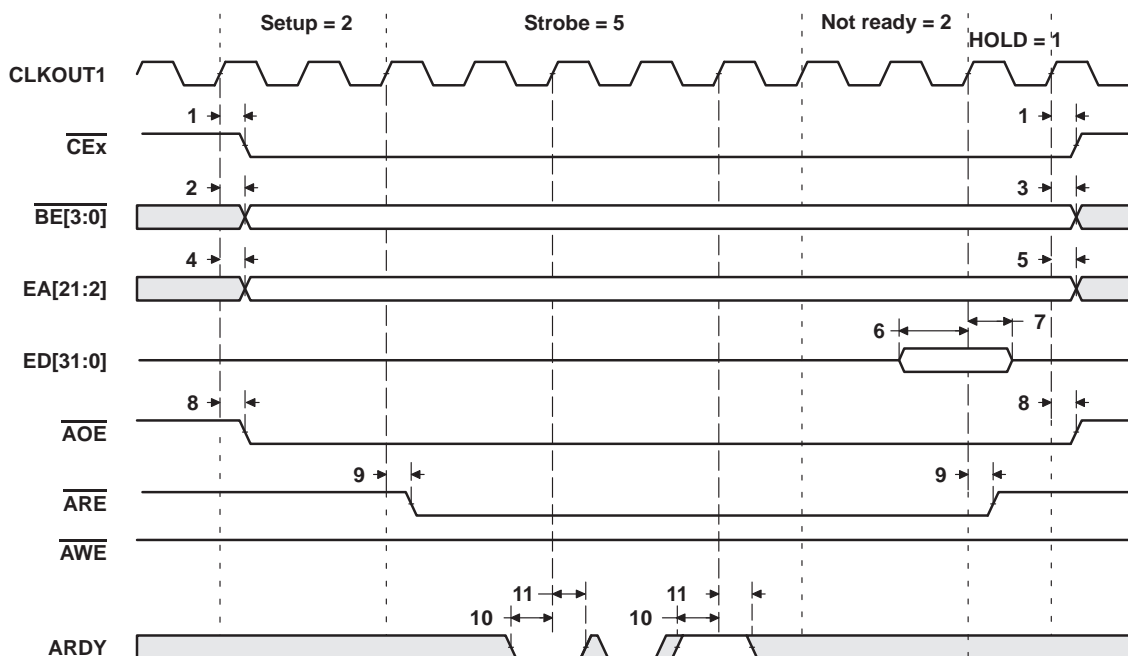 Setup = 2
Strobe = 5
Not ready = 2
HOLD = 1
CLKOUT1
1
1
CEx
2
3
BE[3:0]
4
5
EA[21:2]
6
7
ED[31:0]
8
8
AOE
9
9
ARE
AWE
11
11
10
10
ARDY